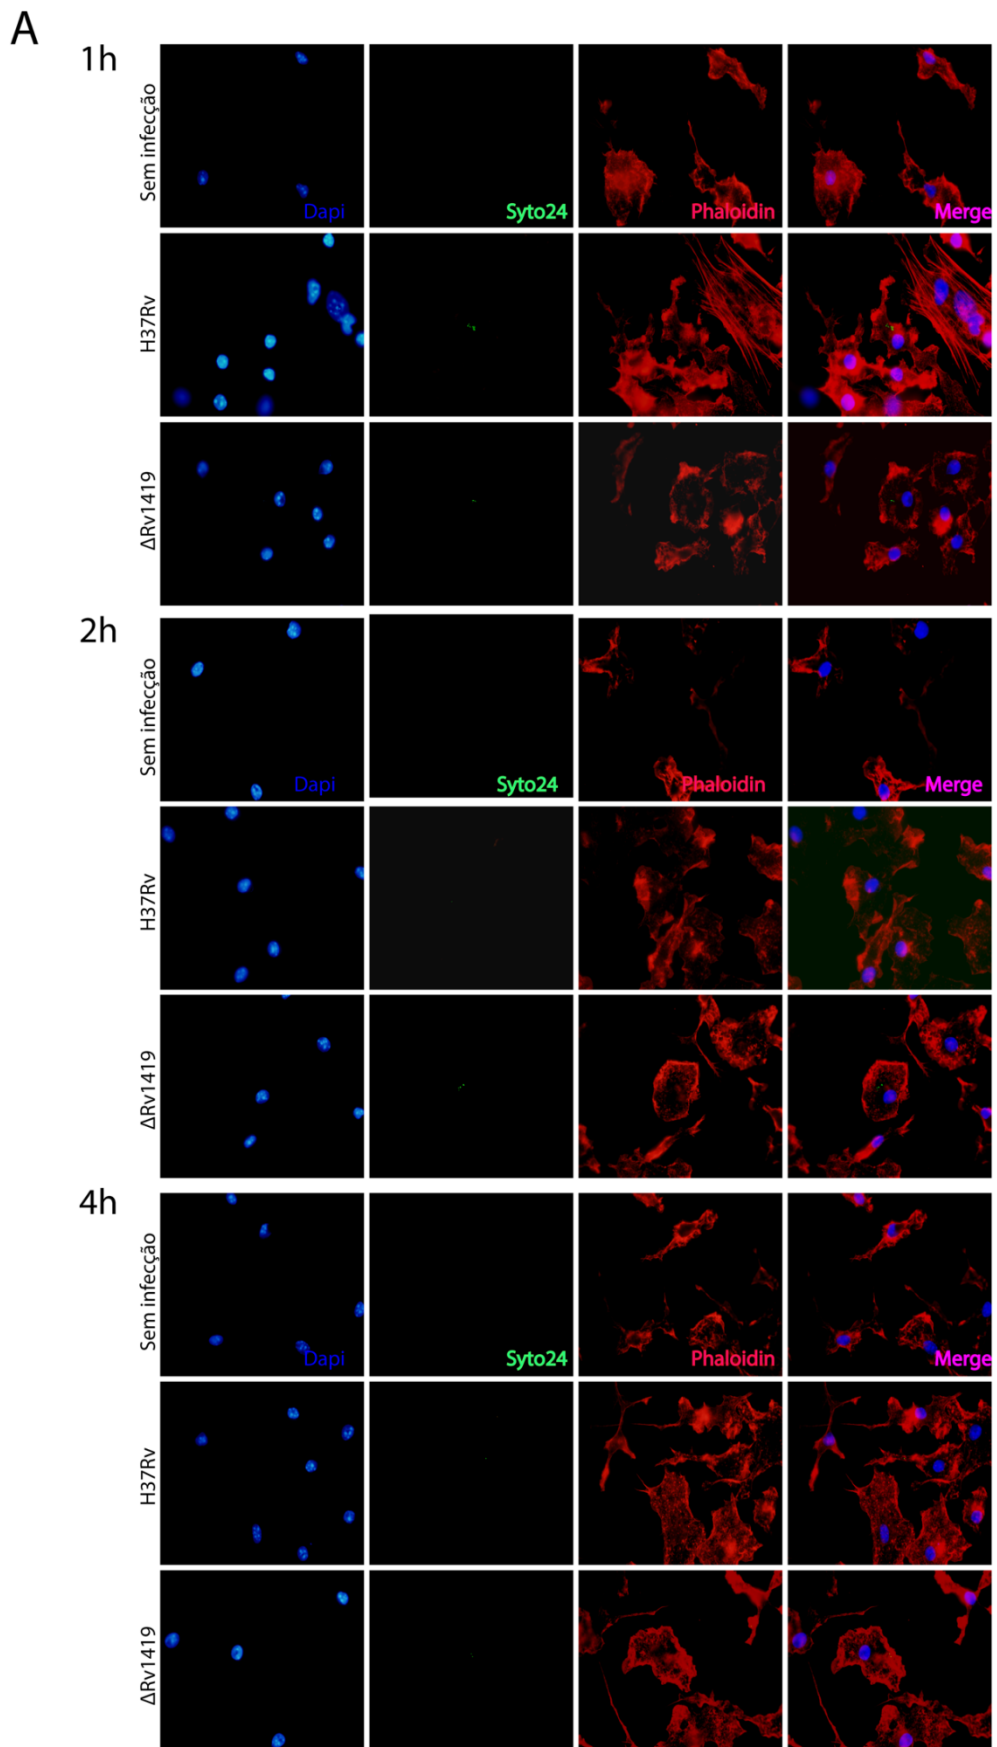 A
1h
Sem infecção
Dapi
Syto24
Phaloidin
Merge
H37Rv
ΔRv1419
2h
Sem infecção
Dapi
Syto24
Phaloidin
Merge
H37Rv
ΔRv1419
4h
Sem infecção
Dapi
Syto24
Phaloidin
Merge
H37Rv
ΔRv1419